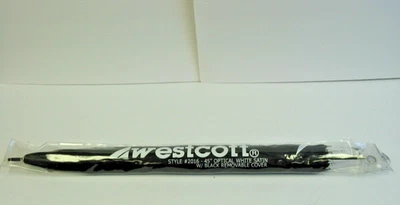 westcott®
STYLE #2016 - 45" OPTICAL WHITE SATIN
W/ BLACK REMOVABLE COVER